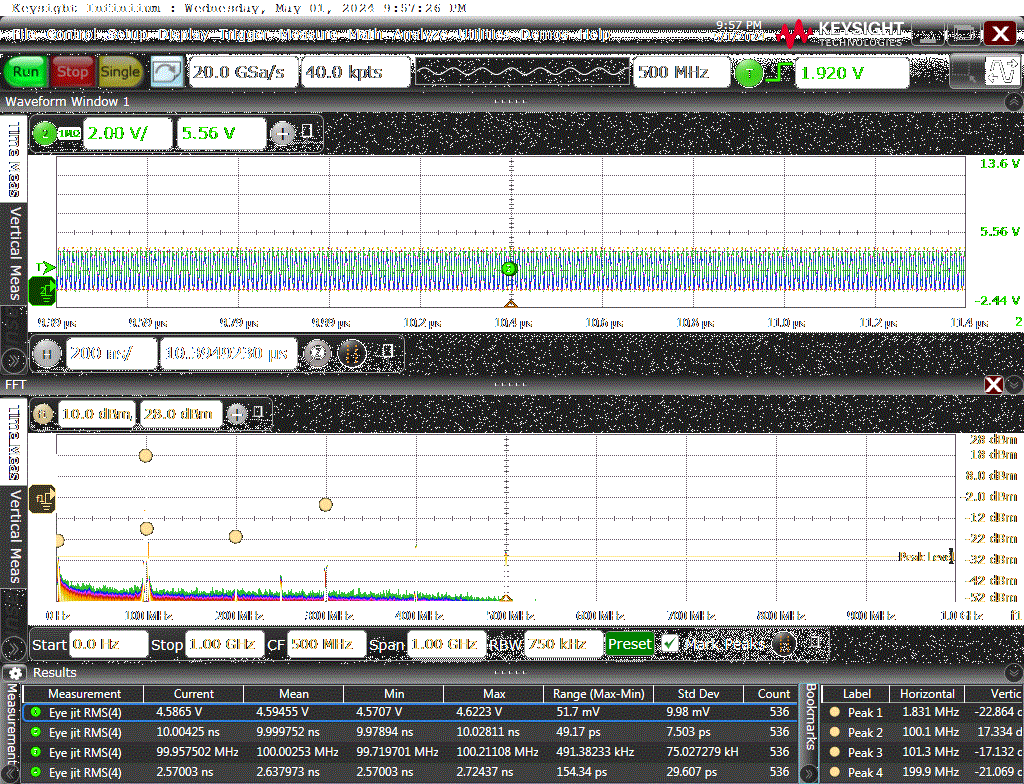 Keysight Infiniium : Wednesday, May 01, 2024 9:57:26 PM
File Control Setup Display Trigger Measure Math Analyze Utilities Demos Help
9:57 PM
KEYSIGHT
TECHNOLOGIES
Run Stop Single 20.0 GSa/s 40.0 kpts 500 MHz 1.920 V
Waveform Window 1
Time Meas
Vertical Meas
2 1MΩ 2.00 V/ 5.56 V
13.6 V
5.56 V
-2.44 V
T
2
9.39 µs 9.59 µs 9.79 µs 9.99 µs 10.2 µs 10.4 µs 10.6 µs 10.8 µs 11.0 µs 11.2 µs 11.4 µs 2
H 200 ns/ 10.3949230 µs
FFT
Time Meas
Vertical Meas
f1 10.0 dBm/ 28.0 dBm
28 dBm
18 dBm
8.0 dBm
-2.0 dBm
-12 dBm
-22 dBm
-32 dBm
-42 dBm
-52 dBm
Peak Level
0.0 Hz 100 MHz 200 MHz 300 MHz 400 MHz 500 MHz 600 MHz 700 MHz 800 MHz 900 MHz 1.00 GHz f1
Start 0.0 Hz Stop 1.00 GHz CF 500 MHz Span 1.00 GHz RBW 750 kHz Preset Mark Peaks
Results
Measurement Current Mean Min Max Range (Max-Min) Std Dev Count
Eye jit RMS(4) 4.5865 V 4.59455 V 4.5707 V 4.6223 V 51.7 mV 9.98 mV 536
Eye jit RMS(4) 10.00425 ns 9.999752 ns 9.97894 ns 10.02811 ns 49.17 ps 7.503 ps 536
Eye jit RMS(4) 99.957502 MHz 100.00253 MHz 99.719701 MHz 100.21108 MHz 491.38233 kHz 75.027279 kH 536
Eye jit RMS(4) 2.57003 ns 2.637973 ns 2.57003 ns 2.72437 ns 154.34 ps 29.607 ps 536
Measurement
Bookmarks
Label Horizontal Vertic
Peak 1 1.831 MHz -22.864 c
Peak 2 100.1 MHz 17.334 d
Peak 3 101.3 MHz -17.132 c
Peak 4 199.9 MHz -21.069 c